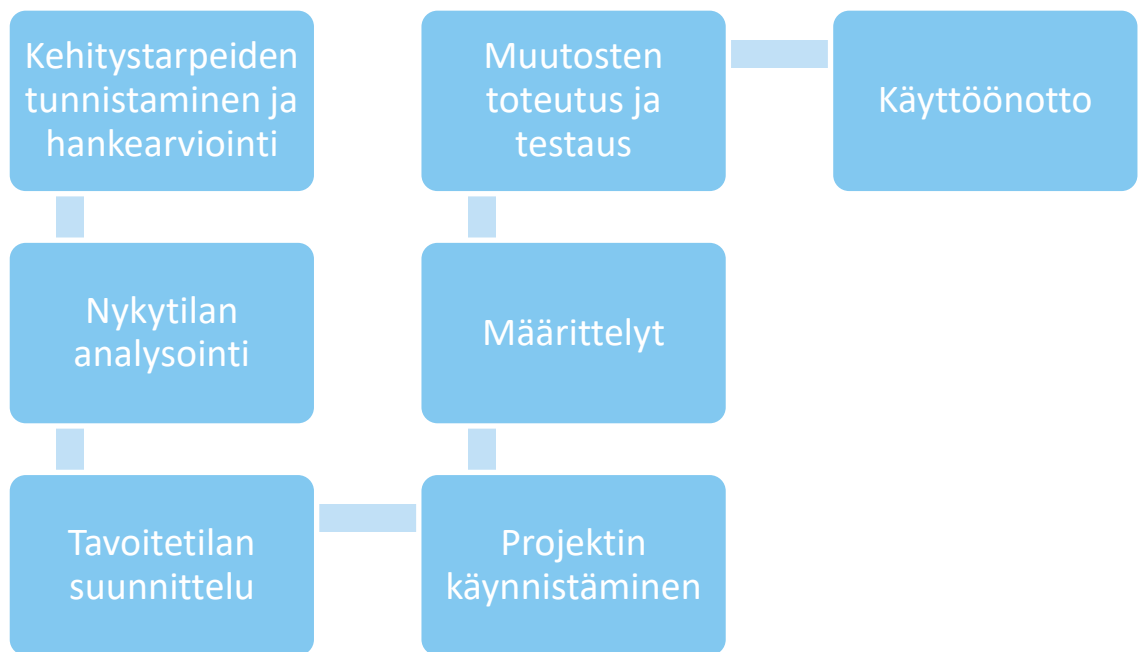 Kehitystarpeiden
tunnistaminen ja
hankearviointi
Nykytilan
analysointi
Tavoitetilan
suunnittelu
Projektin
käynnistäminen
Määrittelyt
Muutosten
toteutus ja
testaus
Käyttöönotto